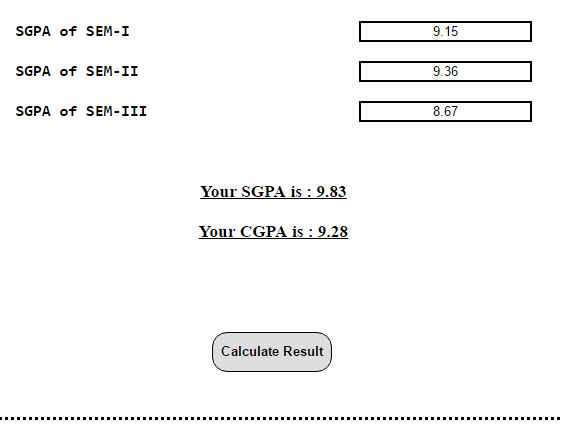 SGPA of SEM-I 9.15
SGPA of SEM-II 9.36
SGPA of SEM-III 8.67
Your SGPA is : 9.83
Your CGPA is : 9.28
Calculate Result